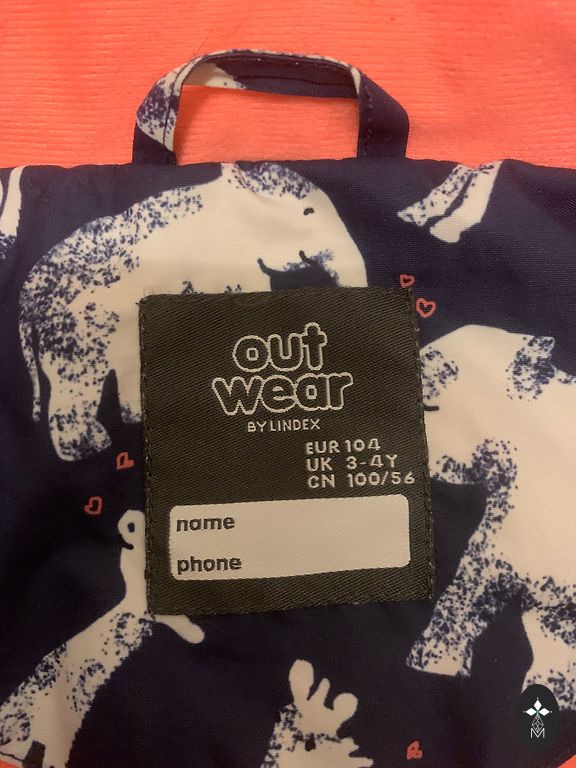 out
wear
BY LINDEX
EUR 104
UK 3-4Y
CN 100/56
name
phone
M